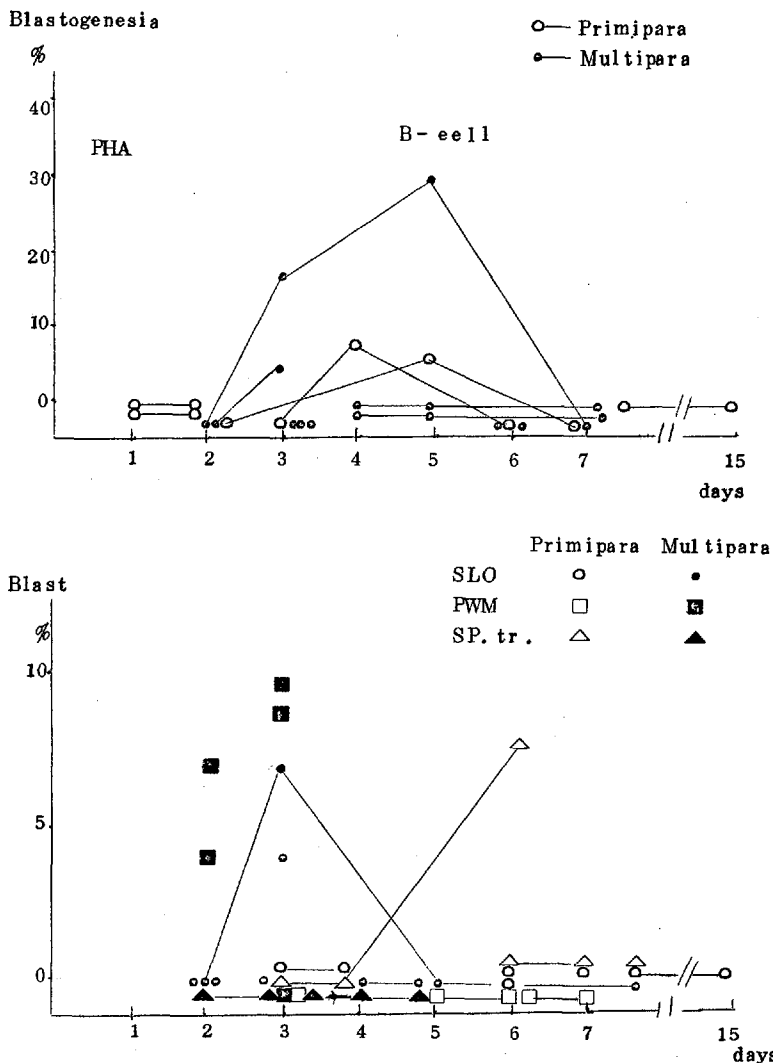 Blastogenesia
%
Primipara
Multipara
40
PHA
B-eell
30
20
10
0
1 2 3 4 5 6 7 15
days
Primipara Multipara
SLO
Blast
PWM
%
SP.tr.
10
5
0
1 2 3 4 5 6 7 15
days